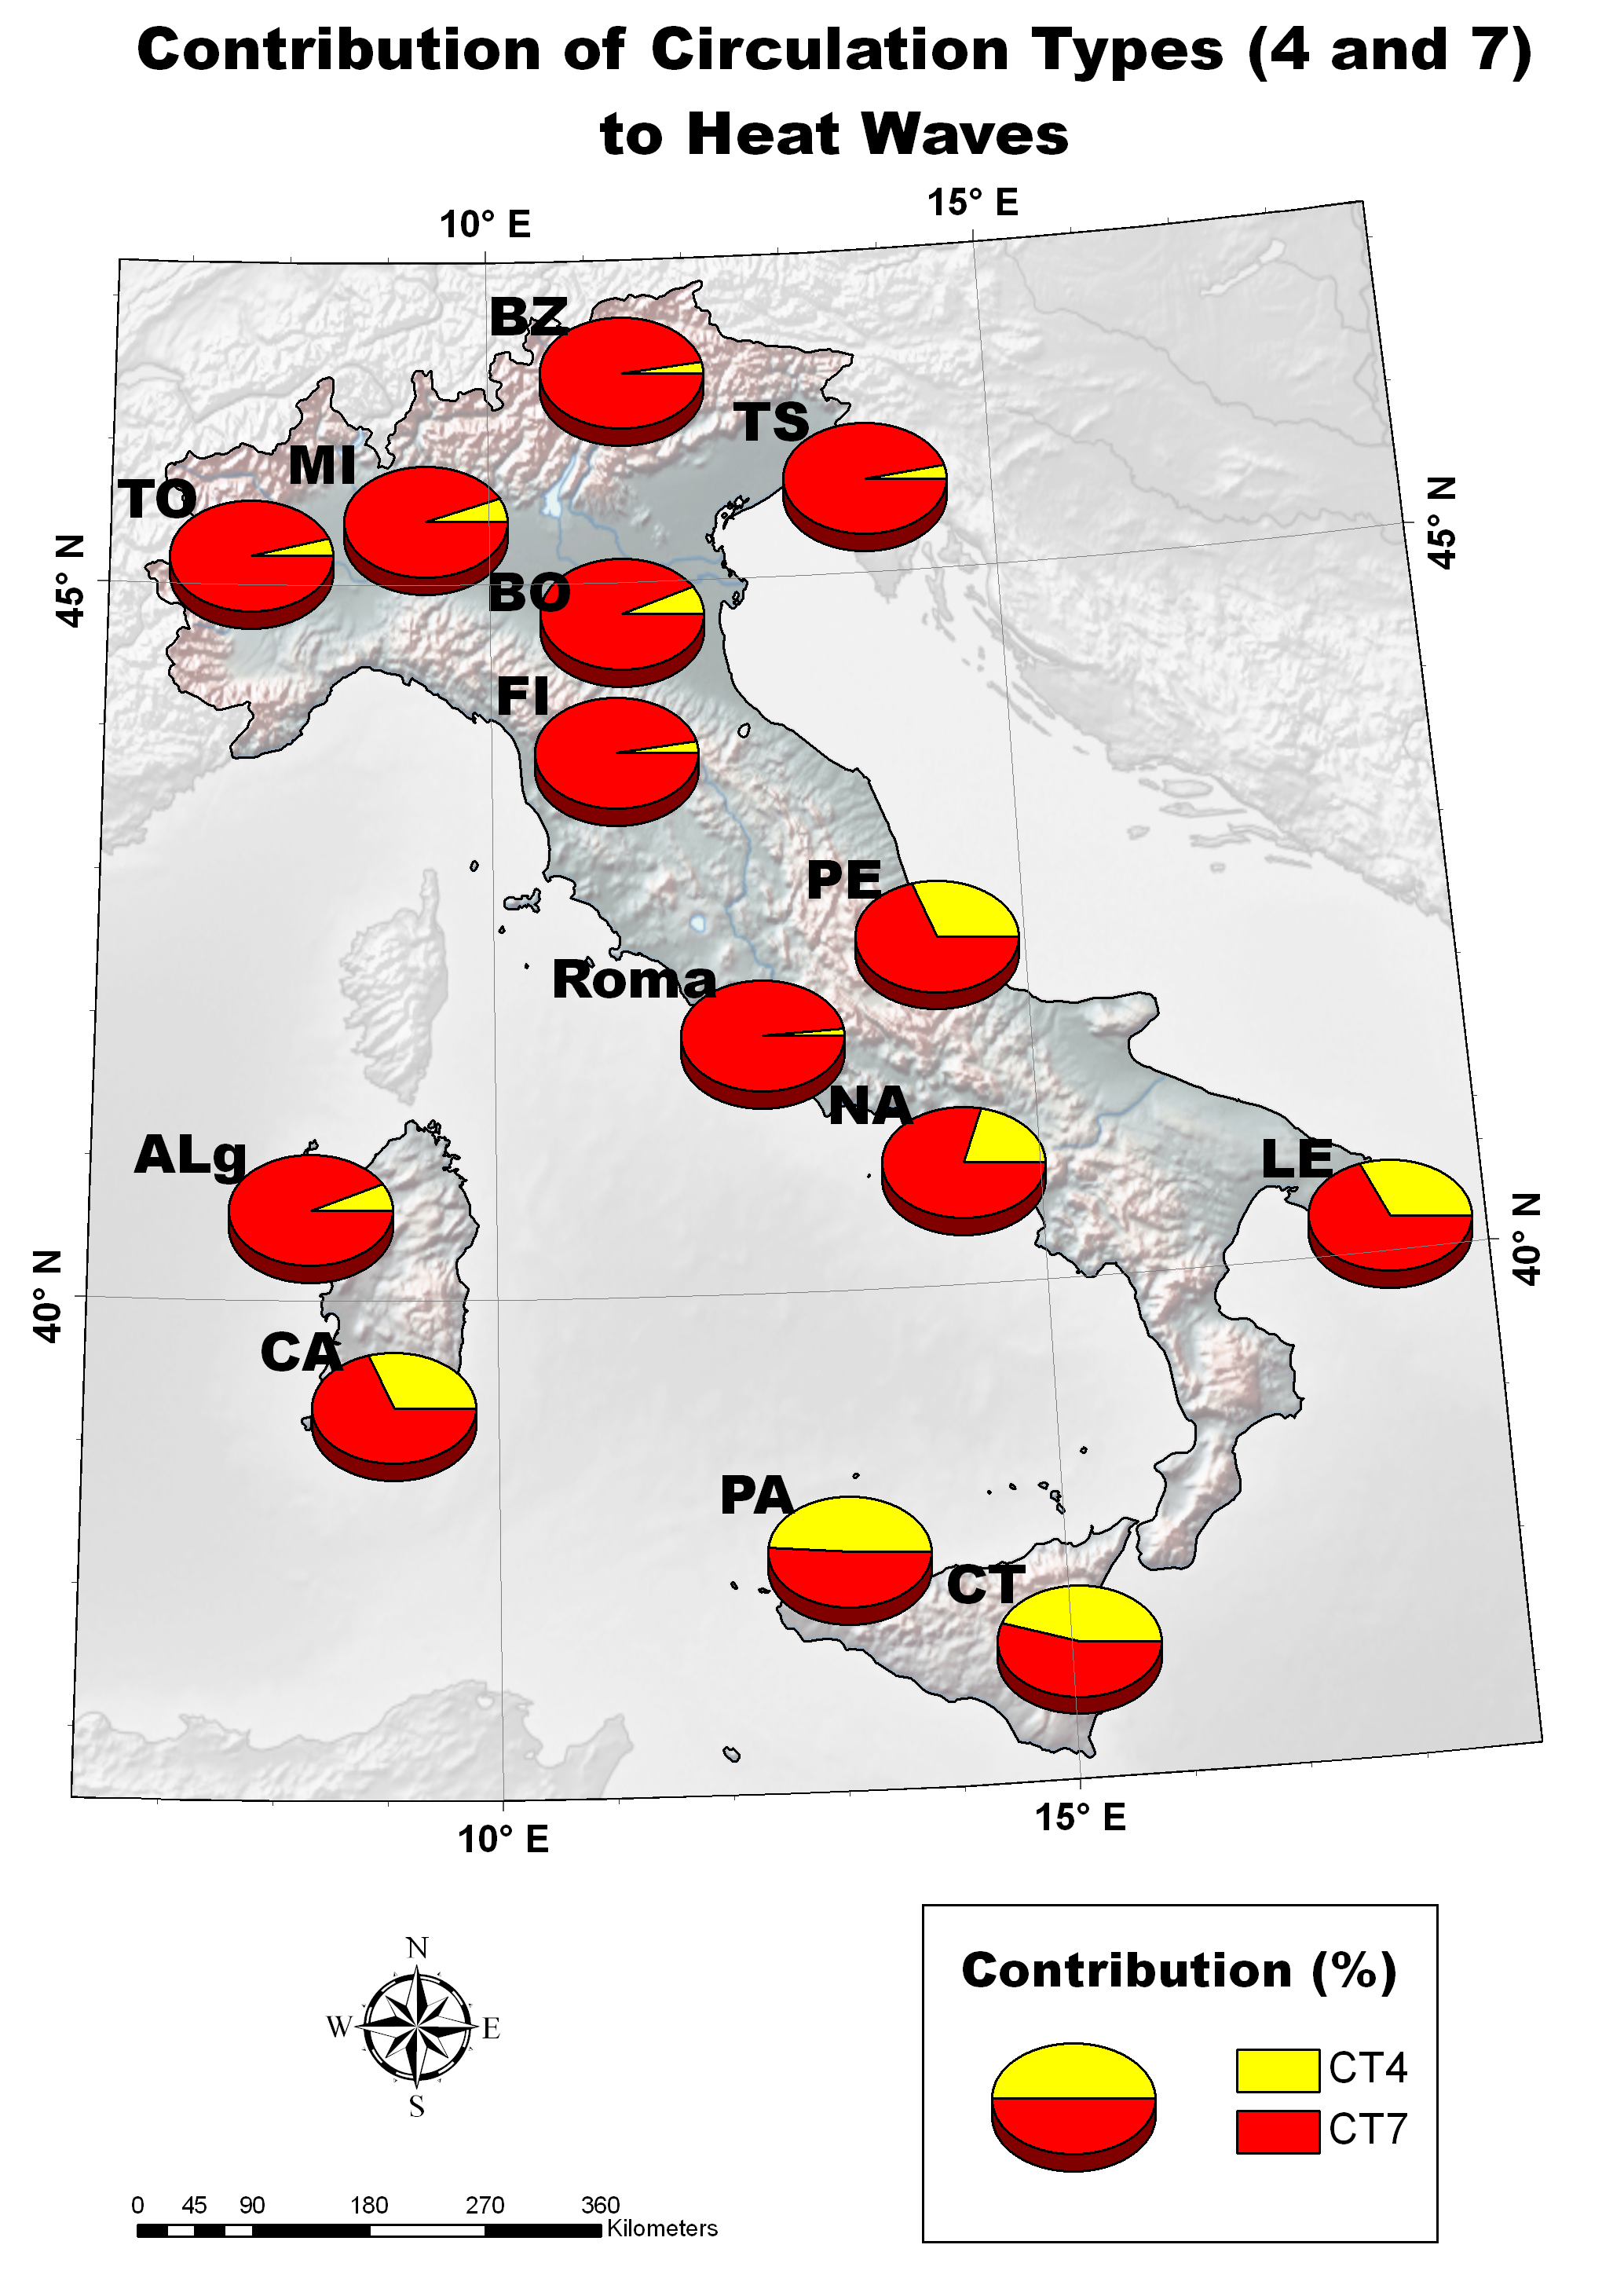 Contribution of Circulation Types (4 and 7)
to Heat Waves
15° E
10° E
BZ
TS
MI
TO
45° N
45° N
BO
FI
PE
Roma
NA
ALg
LE
40° N
40° N
CA
PA
CT
15° E
10° E
N
W E
S
Contribution (%)
CT4
CT7
0 45 90 180 270 360
Kilometers